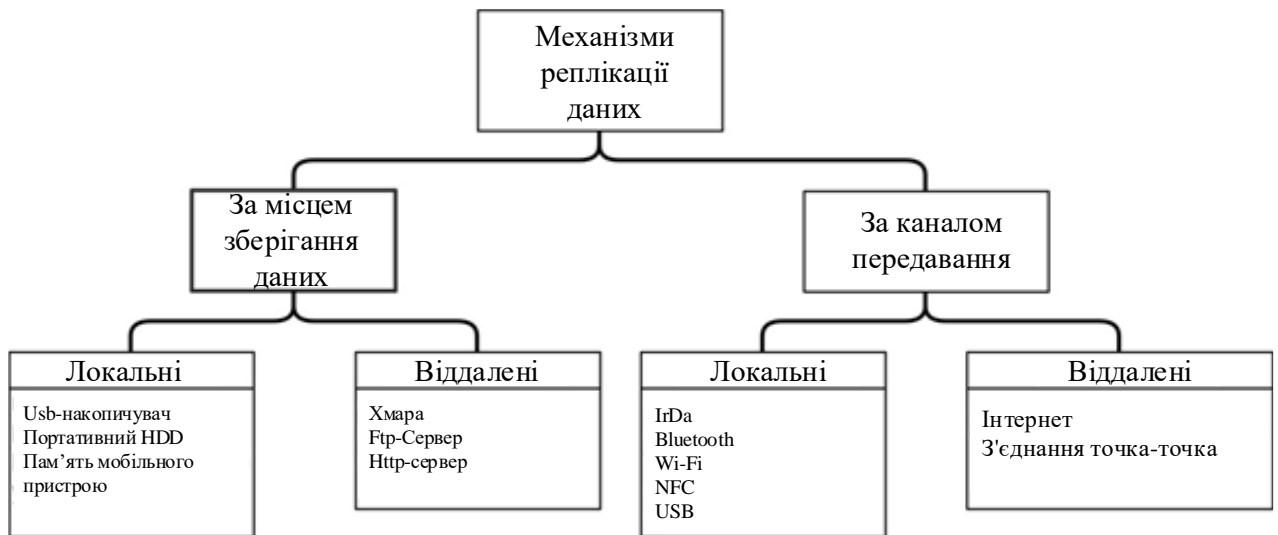 Механізми
реплікації
даних
За місцем
зберігання
даних
За каналом
передавання
Локальні
Usb-накопичувач
Портативний HDD
Пам’ять мобільного
пристрою
Віддалені
Хмара
Ftp-Сервер
Http-сервер
Локальні
IrDa
Bluetooth
Wi-Fi
NFC
USB
Віддалені
Інтернет
З'єднання точка-точка